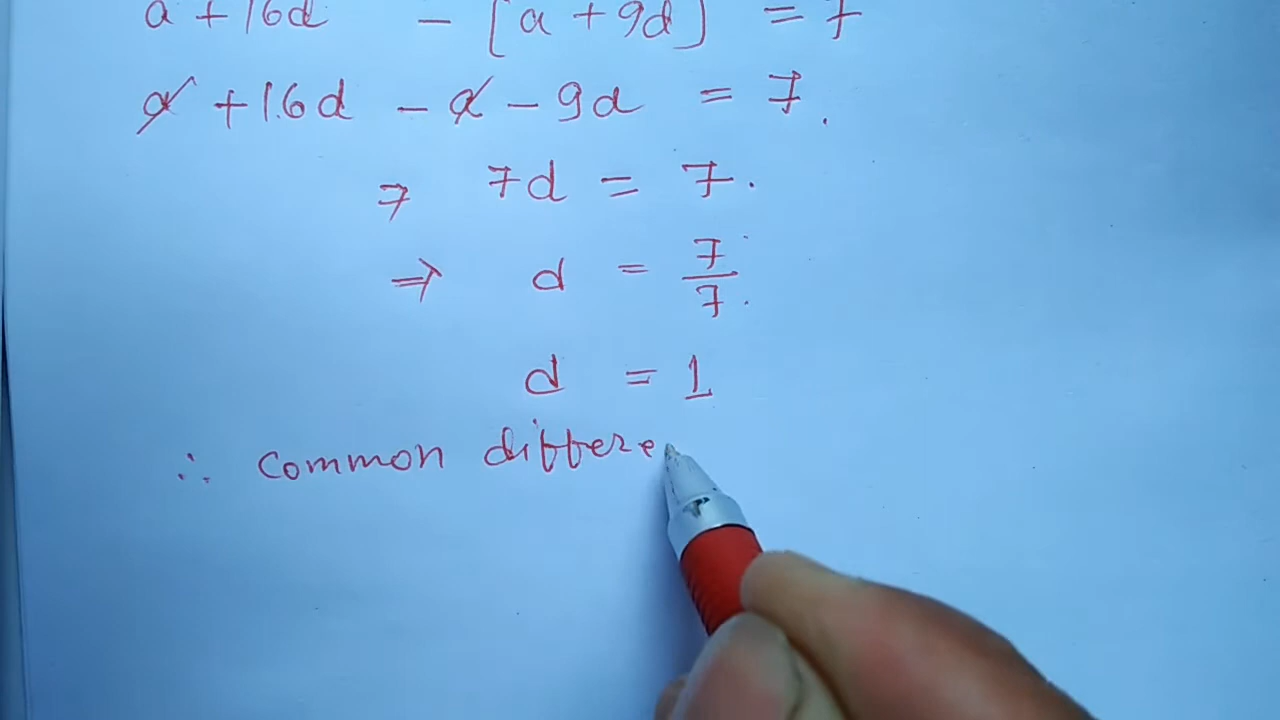 a + 16d - [a + 9d] = 7
a + 16d - a - 9d = 7.
⇒ 7d = 7.
⇒ d = 7/7.
d = 1
∴ common differe